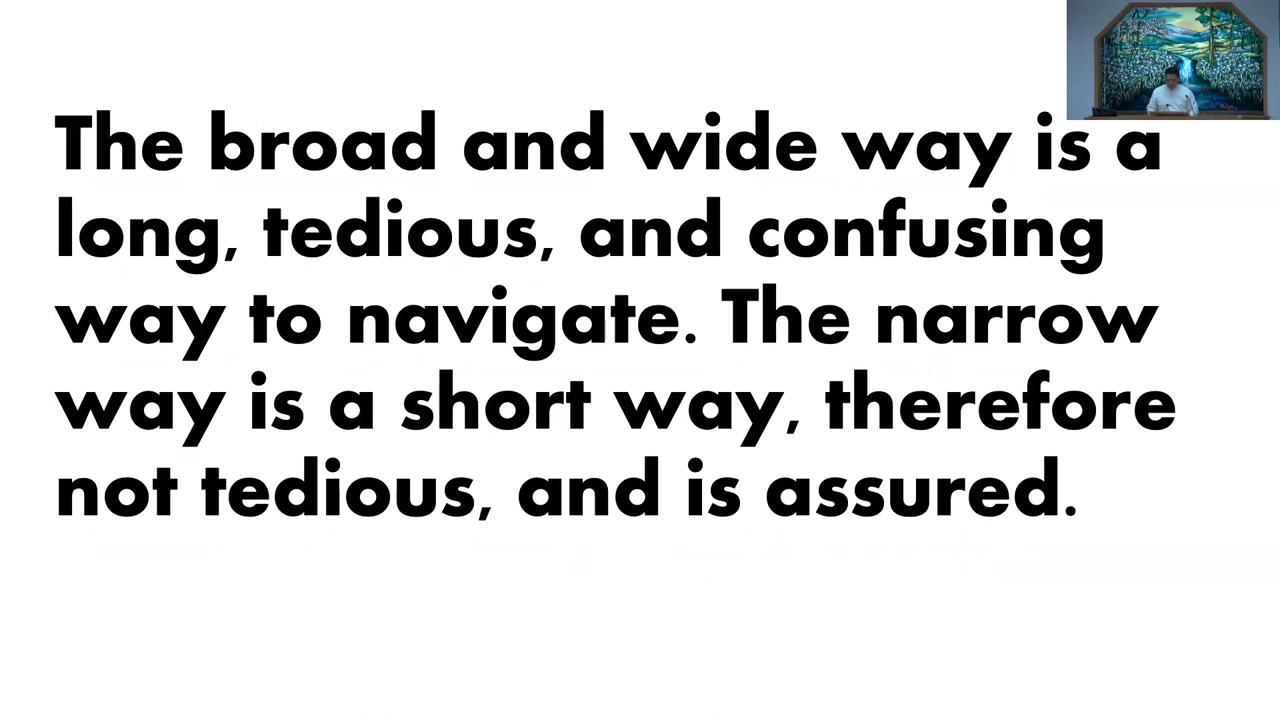 The broad and wide way is a
long, tedious, and confusing
way to navigate. The narrow
way is a short way, therefore
not tedious, and is assured.